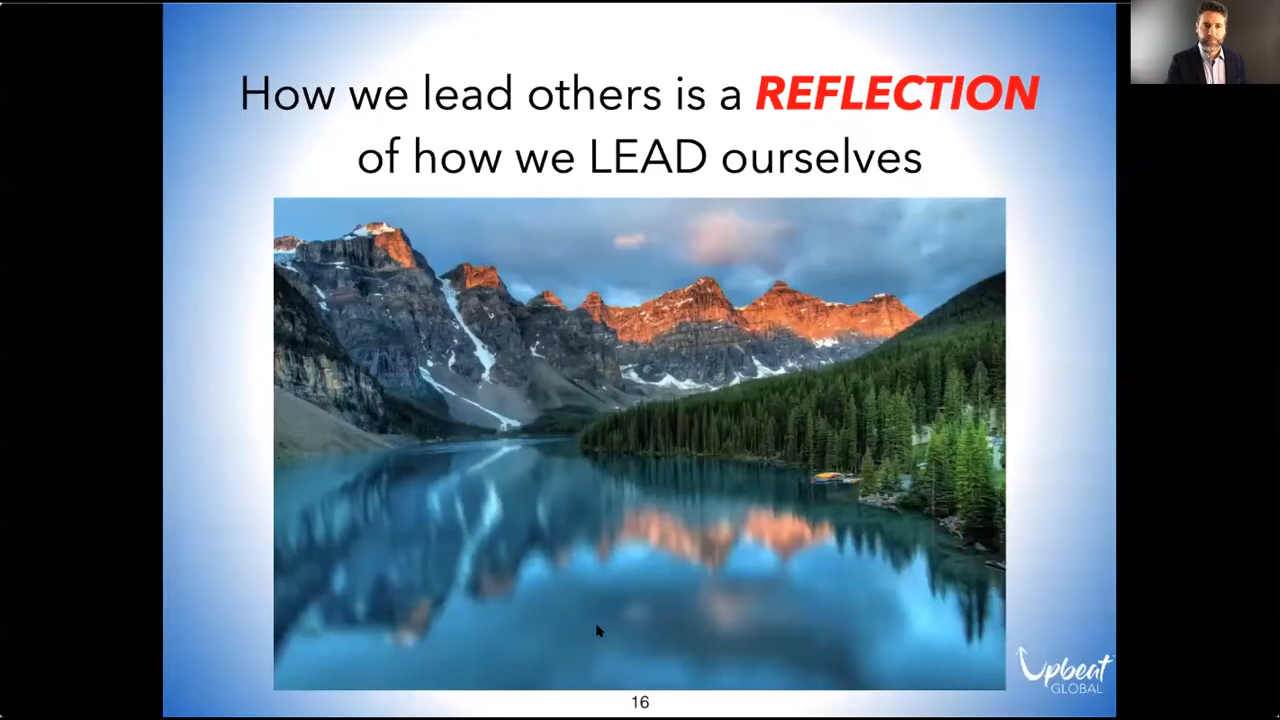 How we lead others is a REFLECTION
of how we LEAD ourselves
Upbeat
GLOBAL
16